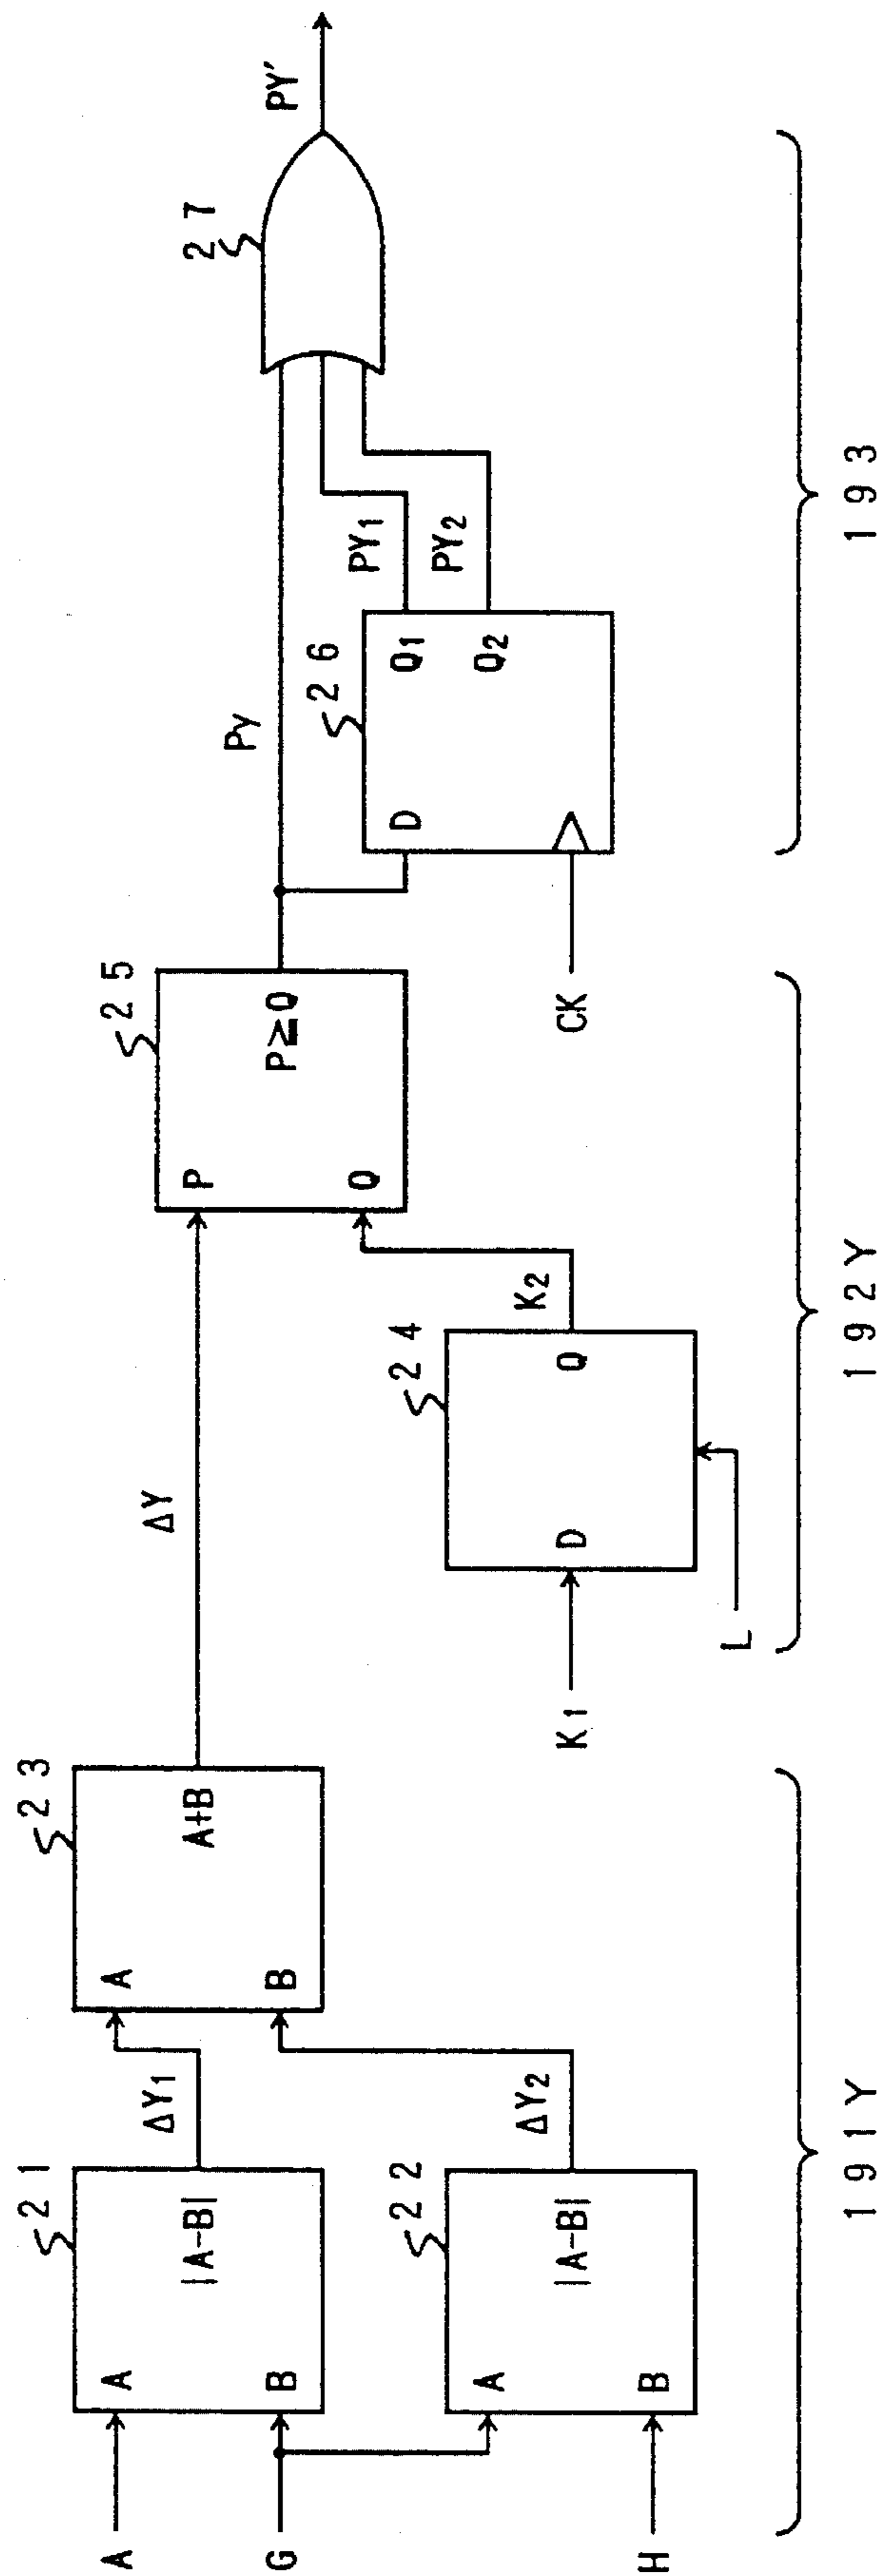 A
G
H
21
A
B
|A-B|
22
A
B
|A-B|
ΔY1
ΔY2
23
A
B
A+B
ΔY
K1
L
24
D
Q
K2
25
P
Q
P≧Q
Py
CK
26
D
Q1
Q2
PY1
PY2
27
PY'
191Y
192Y
193